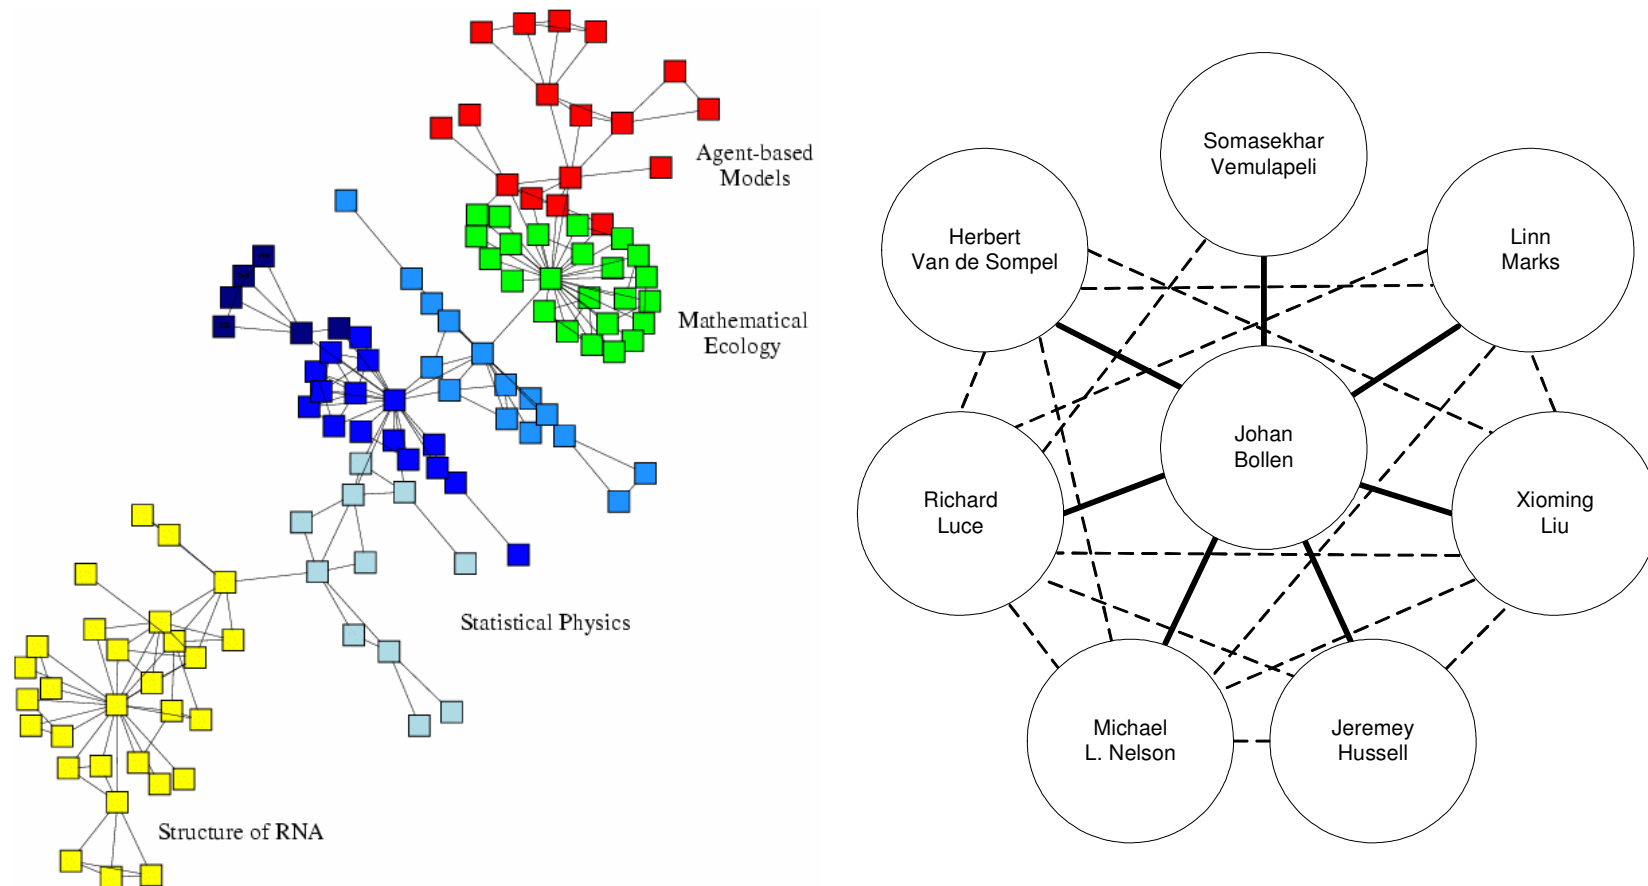 Agent-based
Models
Mathematical
Ecology
Statistical Physics
Structure of RNA
Somasekhar
Vemulapeli
Herbert
Van de Sompel
Linn
Marks
Johan
Bollen
Richard
Luce
Xioming
Liu
Michael
L. Nelson
Jeremey
Hussell